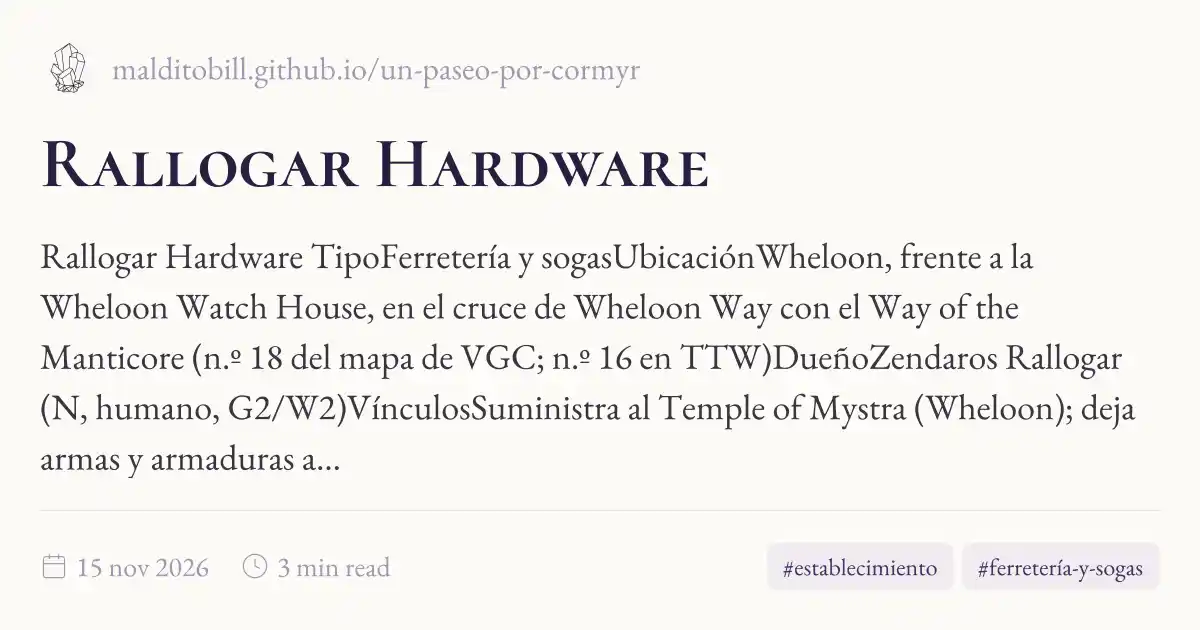 malditobill.github.io/un-paseo-por-cormyr
Rallogar Hardware
Rallogar Hardware TipoFerretería y sogasUbicaciónWheloon, frente a la
Wheloon Watch House, en el cruce de Wheloon Way con el Way of the
Manticore (n.º 18 del mapa de VGC; n.º 16 en TTW)DueñoZendaros Rallogar
(N, humano, G2/W2)VínculosSuministra al Temple of Mystra (Wheloon); deja
armas y armaduras a...
15 nov 2026
3 min read
#establecimiento
#ferretería-y-sogas